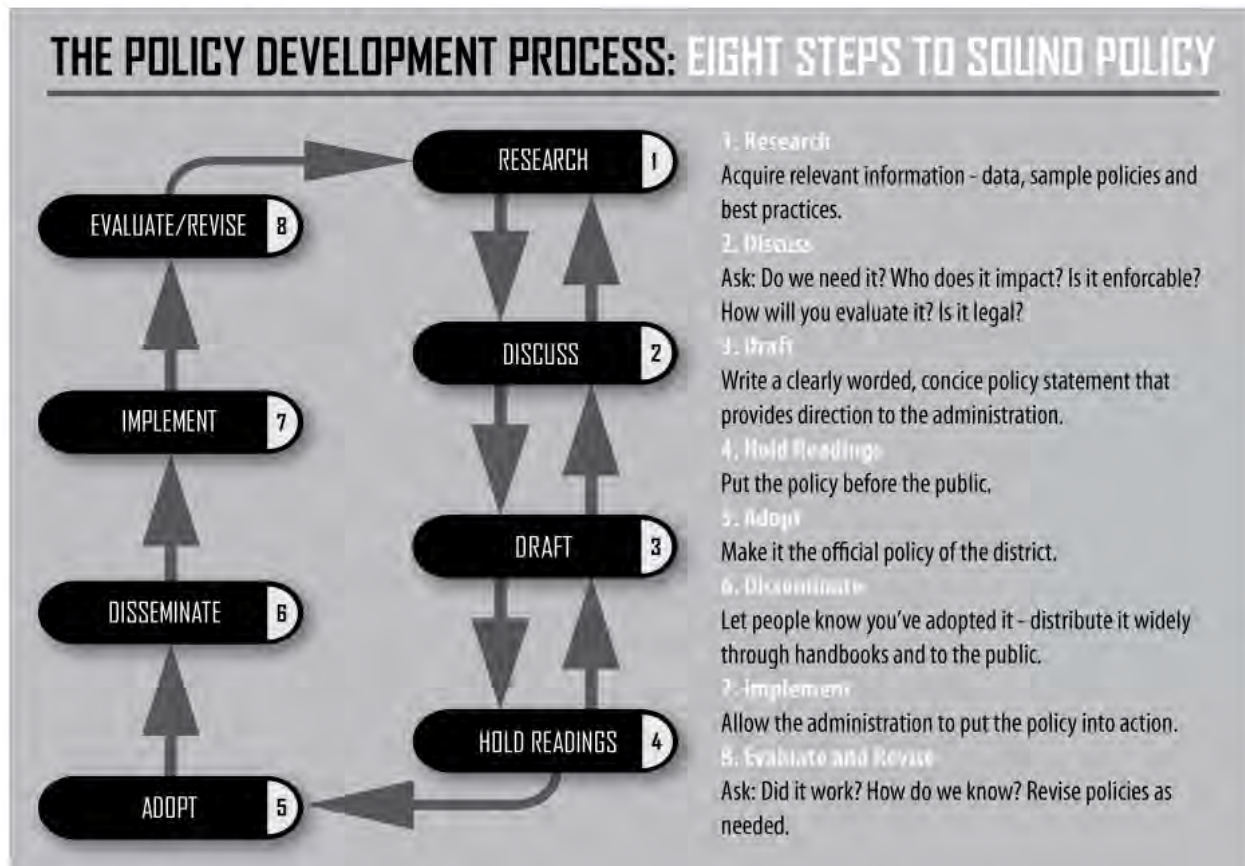 THE POLICY DEVELOPMENT PROCESS: EIGHT STEPS TO SOUND POLICY
RESEARCH 1
EVALUATE/REVISE 8
DISCUSS 2
IMPLEMENT 7
DRAFT 3
DISSEMINATE 6
HOLD READINGS 4
ADOPT 5
1. Research
Acquire relevant information - data, sample policies and
best practices.
2. Discuss
Ask: Do we need it? Who does it impact? Is it enforcable?
How will you evaluate it? Is it legal?
3. Draft
Write a clearly worded, concice policy statement that
provides direction to the administration.
4. Hold Readings
Put the policy before the public.
5. Adopt
Make it the official policy of the district.
6. Disseminate
Let people know you've adopted it - distribute it widely
through handbooks and to the public.
7. Implement
Allow the administration to put the policy into action.
8. Evaluate and Revise
Ask: Did it work? How do we know? Revise policies as
needed.